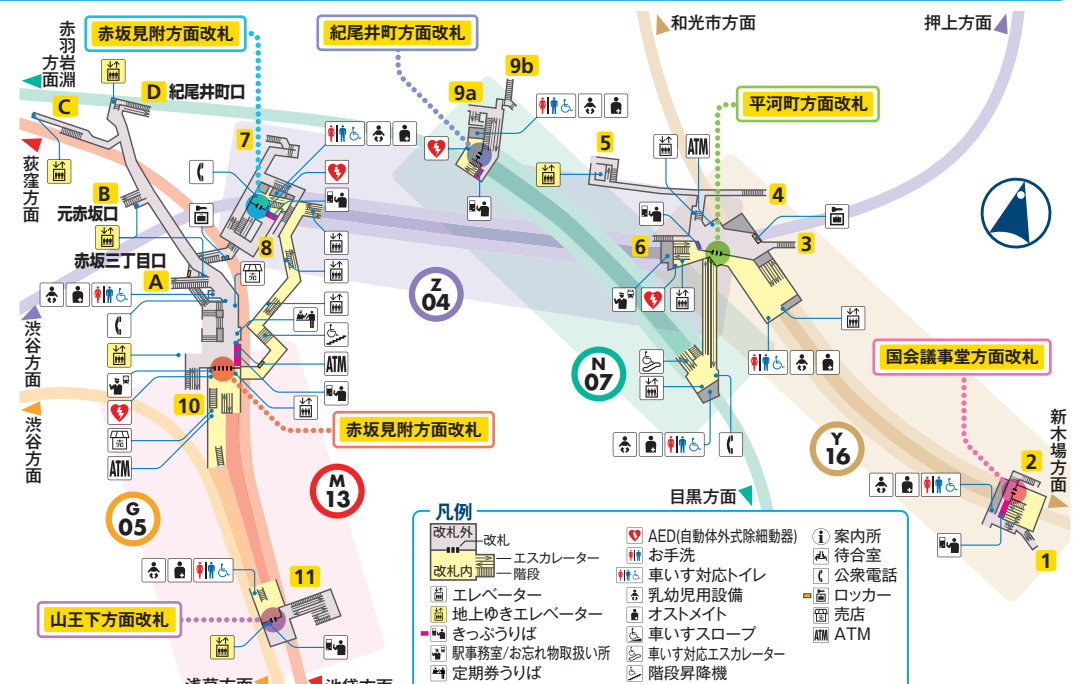 赤羽岩淵方面
赤坂見附方面改札
紀尾井町方面改札
和光市方面
押上方面
9b
9a
D 紀尾井町口
C
平河町方面改札
7
5
ATM
荻窪方面
B
元赤坂口
4
3
6
8
赤坂三丁目口
A
売
Z
04
渋谷方面
ATM
N
07
国会議事堂方面改札
10
渋谷方面
売
赤坂見附方面改札
ATM
Y
16
新木場方面
2
M
13
G
05
目黒方面
1
凡例
改札外
改札
エスカレーター
改札内
階段
エレベーター
地上ゆきエレベーター
きっぷうりば
駅事務室/お忘れ物取扱い所
定期券うりば
AED(自動体外式除細動器)
お手洗
車いす対応トイレ
乳幼児用設備
オストメイト
車いすスロープ
車いす対応エスカレーター
階段昇降機
案内所
待合室
公衆電話
ロッカー
売 売店
ATM ATM
11
山王下方面改札
浅草方面
池袋方面